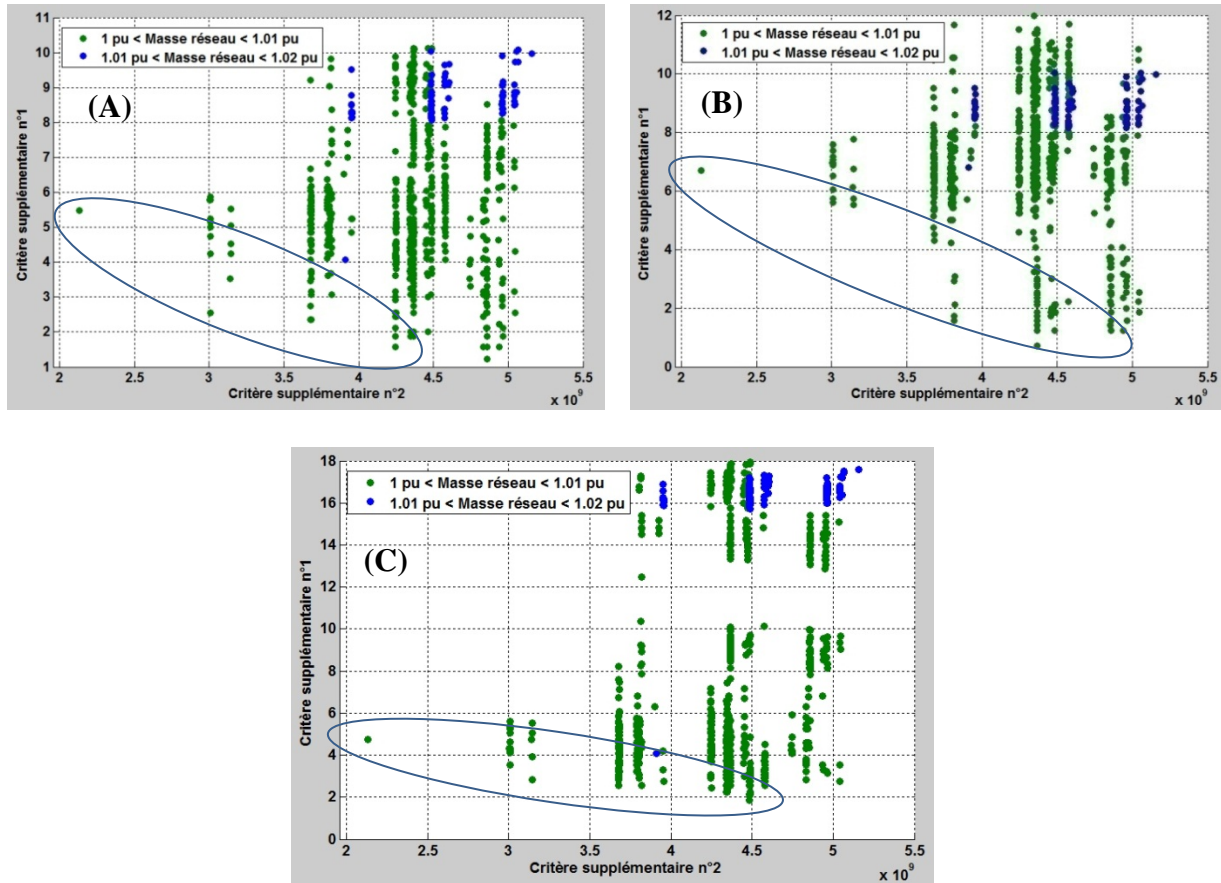 11
10
9
8
7
6
5
4
3
2
1
1 pu < Masse réseau < 1.01 pu
1.01 pu < Masse réseau < 1.02 pu
(A)
Critère supplémentaire n°1
2 2.5 3 3.5 4 4.5 5 5.5
Critère supplémentaire n°2
x 10⁹
12
10
8
6
4
2
0
1 pu < Masse réseau < 1.01 pu
1.01 pu < Masse réseau < 1.02 pu
(B)
Critère supplémentaire n°1
2 2.5 3 3.5 4 4.5 5 5.5
Critère supplémentaire n°2
x 10⁹
18
16
14
12
10
8
6
4
2
0
1 pu < Masse réseau < 1.01 pu
1.01 pu < Masse réseau < 1.02 pu
(C)
Critère supplémentaire n°1
2 2.5 3 3.5 4 4.5 5 5.5
Critère supplémentaire n°2
x 10⁹